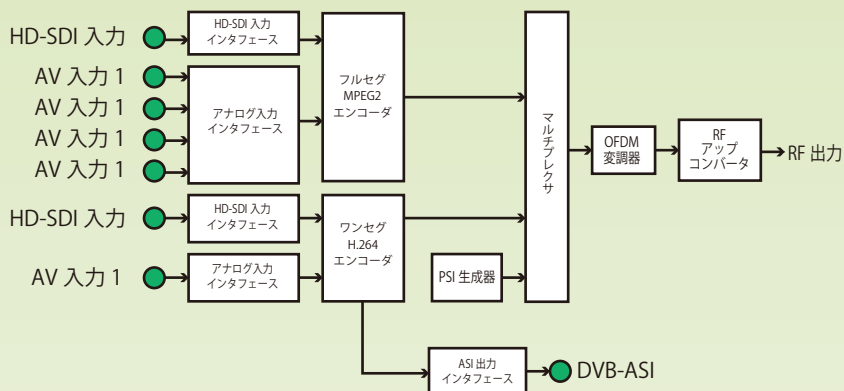 HD-SDI 入力
AV 入力 1
AV 入力 1
AV 入力 1
AV 入力 1
HD-SDI 入力
AV 入力 1
HD-SDI 入力
インタフェース
アナログ入力
インタフェース
HD-SDI 入力
インタフェース
アナログ入力
インタフェース
フルセグ
MPEG2
エンコーダ
ワンセグ
H.264
エンコーダ
PSI 生成器
マルチプレクサ
OFDM
変調器
RF
アップ
コンバータ
RF 出力
ASI 出力
インタフェース
DVB-ASI